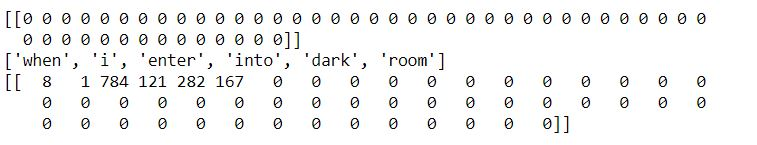 [[0 0 0 0 0 0 0 0 0 0 0 0 0 0 0 0 0 0 0 0 0 0 0 0 0 0 0 0 0 0 0 0 0 0 0 0
  0 0 0 0 0 0 0 0 0 0 0 0 0 0]]
['when', 'i', 'enter', 'into', 'dark', 'room']
[[  8   1 784 121 282 167   0   0   0   0   0   0   0   0   0   0   0   0
    0   0   0   0   0   0   0   0   0   0   0   0   0   0   0   0   0   0
    0   0   0   0   0   0   0   0   0   0   0   0   0   0]]